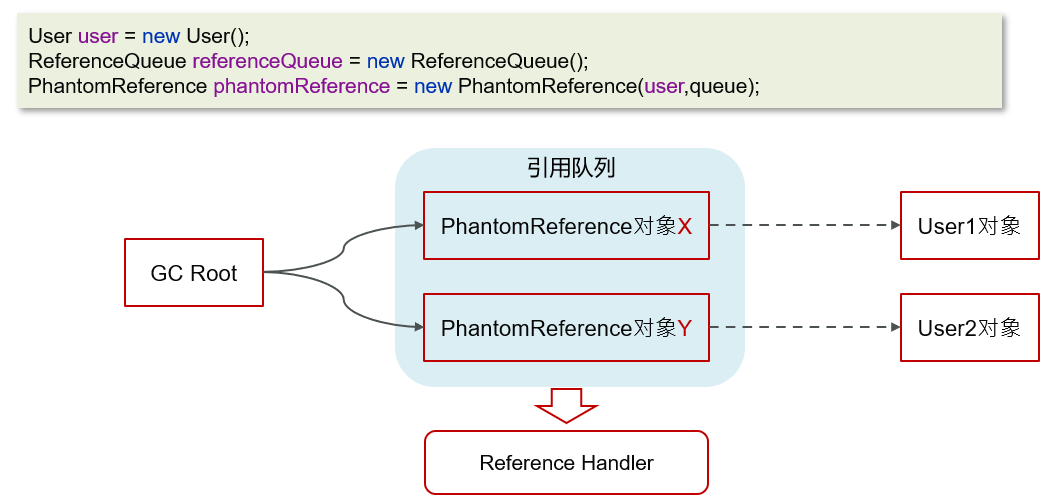 User user = new User();
ReferenceQueue referenceQueue = new ReferenceQueue();
PhantomReference phantomReference = new PhantomReference(user,queue);
引用队列
PhantomReference对象X
User1对象
GC Root
PhantomReference对象Y
User2对象
Reference Handler